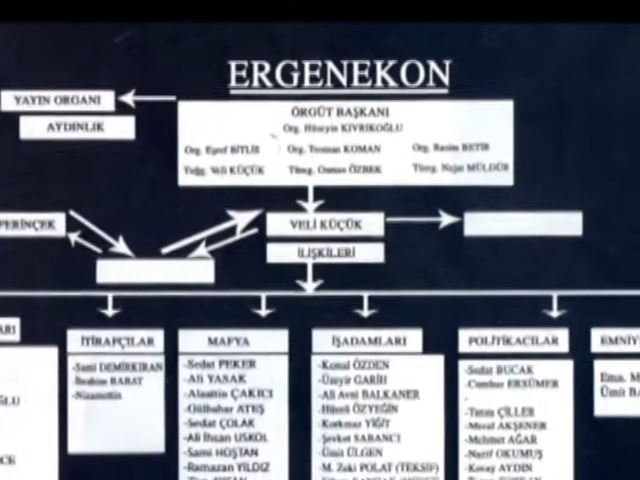 ERGENEKON
YAYIN ORGANI
AYDINLIK
ÖRGÜT BAŞKANI
Org. Hüseyin KIVRIKOĞLU
Org. Eşref BİTLİS
Org. Teoman KOMAN
Org. Rasim BETİR
Tuğg. Veli KÜÇÜK
Tümg. Osman ÖZBEK
Tümg. Nejat MÜLDÜR
PERİNÇEK
VELİ KÜÇÜK
İLİŞKİLERİ
ARI
İTİRAFÇILAR
-Sami DEMİRKIRAN
-İbrahim BABAT
-Nizamettin
MAFYA
-Sedat PEKER
-Ali YASAK
-Alaattin ÇAKICI
-Gülbahar ATEŞ
-Sedat ÇOLAK
-Ali İhsan USKOL
-Sami HOŞTAN
-Ramazan YILDIZ
İŞADAMLARI
-Kemal ÖZDEN
-Üzeyir GARİH
-Ali Avni BALKANER
-Hüsnü ÖZYEĞİN
-Korkmaz YİĞİT
-Şevket SABANCI
-Ümit ÜLGEN
-M. Zeki POLAT (TEKSİF)
POLİTİKACILAR
-Sedat BUCAK
-Cumhur ERSÜMER
-
-Tansu ÇİLLER
-Meral AKŞENER
-Mehmet AĞAR
OKUMUŞ
-Koray AYDIN
EMNİY
M
Ümit BA